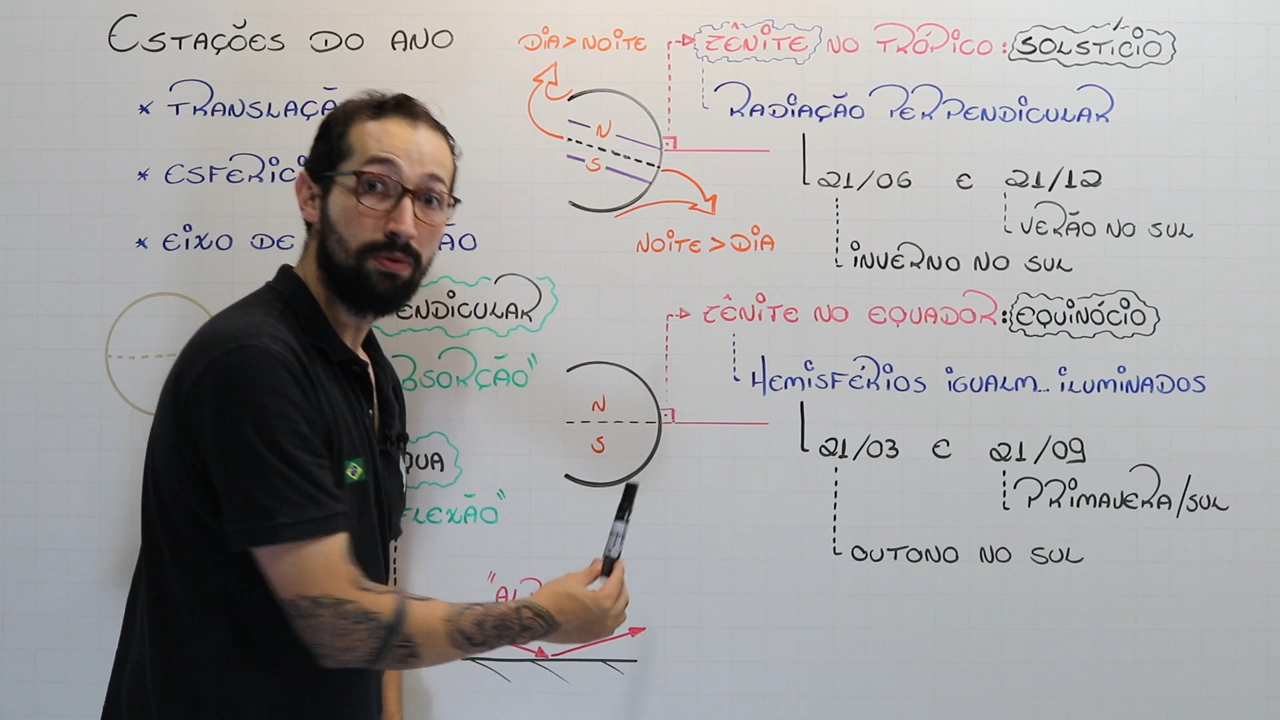 ESTAÇÕES DO ANO
* TRANSLAÇÃ
* ESFERIC
* EIXO DE ÃO
ENDICULAR
BSORÇÃO"
QUA
FLEXÃO"
DIA > NOITE
N
S
NOITE > DIA
ZÊNITE NO TRÓPICO: SOLSTÍCIO
RADIAÇÃO PERPENDICULAR
21/06 E 21/12
VERÃO NO SUL
INVERNO NO SUL
ZÊNITE NO EQUADOR: EQUINÓCIO
HEMISFÉRIOS IGUALM... ILUMINADOS
N
S
21/03 E 21/09
PRIMAVERA/SUL
OUTONO NO SUL